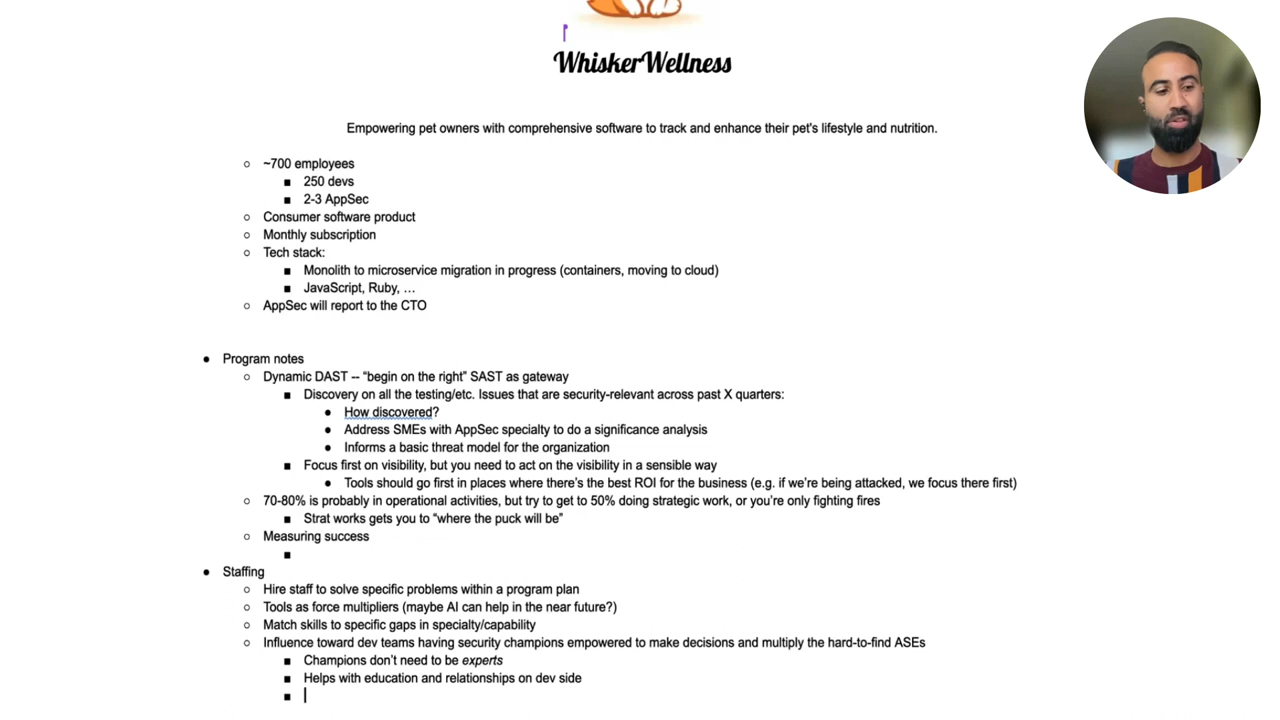 WhiskerWellness
Empowering pet owners with comprehensive software to track and enhance their pet's lifestyle and nutrition.
○ ~700 employees
■ 250 devs
■ 2-3 AppSec
○ Consumer software product
○ Monthly subscription
○ Tech stack:
■ Monolith to microservice migration in progress (containers, moving to cloud)
■ JavaScript, Ruby, …
○ AppSec will report to the CTO
● Program notes
○ Dynamic DAST -- “begin on the right” SAST as gateway
■ Discovery on all the testing/etc. Issues that are security-relevant across past X quarters:
● How discovered?
● Address SMEs with AppSec specialty to do a significance analysis
● Informs a basic threat model for the organization
■ Focus first on visibility, but you need to act on the visibility in a sensible way
● Tools should go first in places where there’s the best ROI for the business (e.g. if we’re being attacked, we focus there first)
○ 70-80% is probably in operational activities, but try to get to 50% doing strategic work, or you’re only fighting fires
■ Strat works gets you to “where the puck will be”
○ Measuring success
■
● Staffing
○ Hire staff to solve specific problems within a program plan
○ Tools as force multipliers (maybe AI can help in the near future?)
○ Match skills to specific gaps in specialty/capability
○ Influence toward dev teams having security champions empowered to make decisions and multiply the hard-to-find ASEs
■ Champions don’t need to be experts
■ Helps with education and relationships on dev side
■